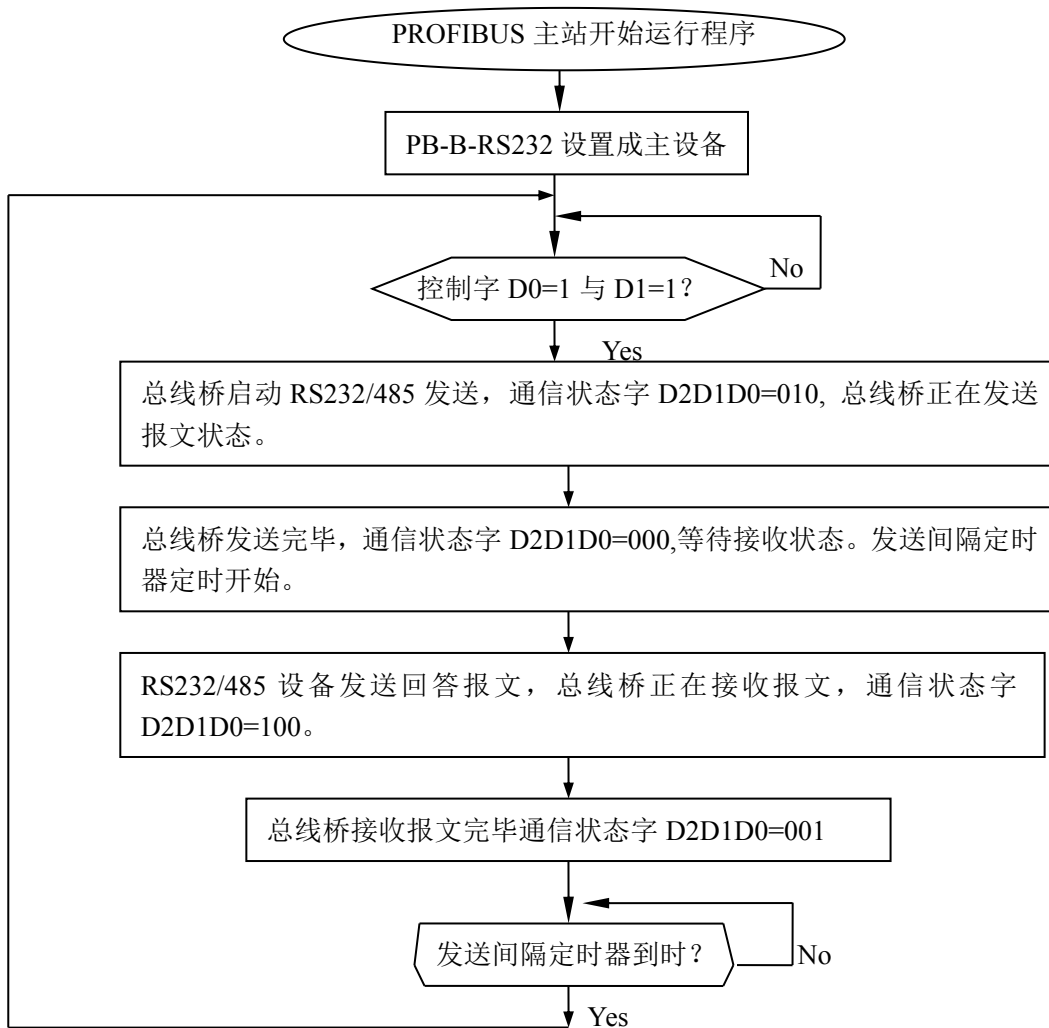 PROFIBUS 主站开始运行程序
PB-B-RS232 设置成主设备
控制字 D0=1 与 D1=1？
No
Yes
总线桥启动 RS232/485 发送，通信状态字 D2D1D0=010, 总线桥正在发送
报文状态。
总线桥发送完毕，通信状态字 D2D1D0=000,等待接收状态。发送间隔定时
器定时开始。
RS232/485 设备发送回答报文，总线桥正在接收报文，通信状态字
D2D1D0=100。
总线桥接收报文完毕通信状态字 D2D1D0=001
发送间隔定时器到时？
No
Yes